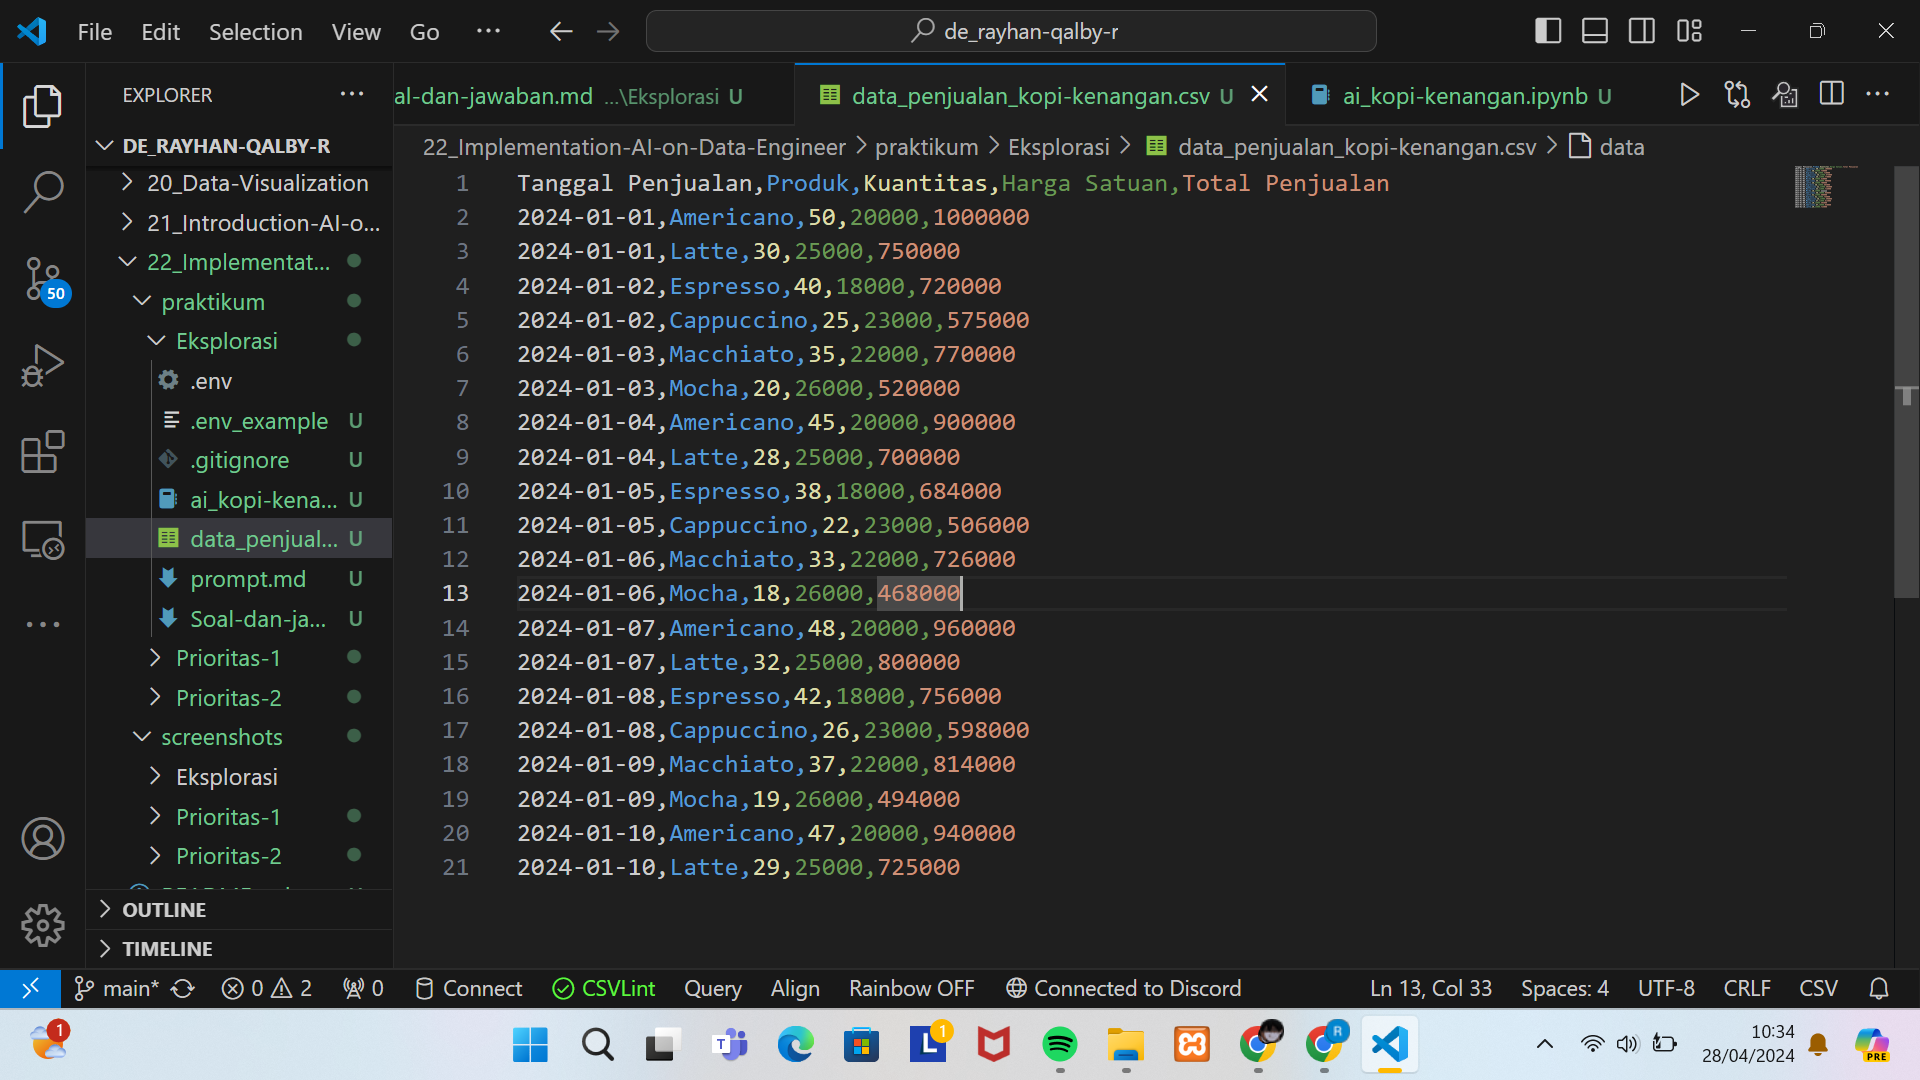 File Edit Selection View Go ··· de_rayhan-qalby-r
EXPLORER
al-dan-jawaban.md ...\Eksplorasi U
data_penjualan_kopi-kenangan.csv U
ai_kopi-kenangan.ipynb U
22_Implementation-AI-on-Data-Engineer > praktikum > Eksplorasi > data_penjualan_kopi-kenangan.csv > data
DE_RAYHAN-QALBY-R
20_Data-Visualization
21_Introduction-AI-o...
22_Implementat...
praktikum
Eksplorasi
.env
.env_example U
.gitignore U
ai_kopi-kena... U
data_penjual... U
prompt.md U
Soal-dan-ja... U
Prioritas-1
Prioritas-2
screenshots
Eksplorasi
Prioritas-1
Prioritas-2
OUTLINE
TIMELINE
50
1 Tanggal Penjualan,Produk,Kuantitas,Harga Satuan,Total Penjualan
2 2024-01-01,Americano,50,20000,1000000
3 2024-01-01,Latte,30,25000,750000
4 2024-01-02,Espresso,40,18000,720000
5 2024-01-02,Cappuccino,25,23000,575000
6 2024-01-03,Macchiato,35,22000,770000
7 2024-01-03,Mocha,20,26000,520000
8 2024-01-04,Americano,45,20000,900000
9 2024-01-04,Latte,28,25000,700000
10 2024-01-05,Espresso,38,18000,684000
11 2024-01-05,Cappuccino,22,23000,506000
12 2024-01-06,Macchiato,33,22000,726000
13 2024-01-06,Mocha,18,26000,468000
14 2024-01-07,Americano,48,20000,960000
15 2024-01-07,Latte,32,25000,800000
16 2024-01-08,Espresso,42,18000,756000
17 2024-01-08,Cappuccino,26,23000,598000
18 2024-01-09,Macchiato,37,22000,814000
19 2024-01-09,Mocha,19,26000,494000
20 2024-01-10,Americano,47,20000,940000
21 2024-01-10,Latte,29,25000,725000
main* 0 2 0 Connect CSVLint Query Align Rainbow OFF Connected to Discord Ln 13, Col 33 Spaces: 4 UTF-8 CRLF CSV
1
T
L 1
R
10:34
28/04/2024
PRE